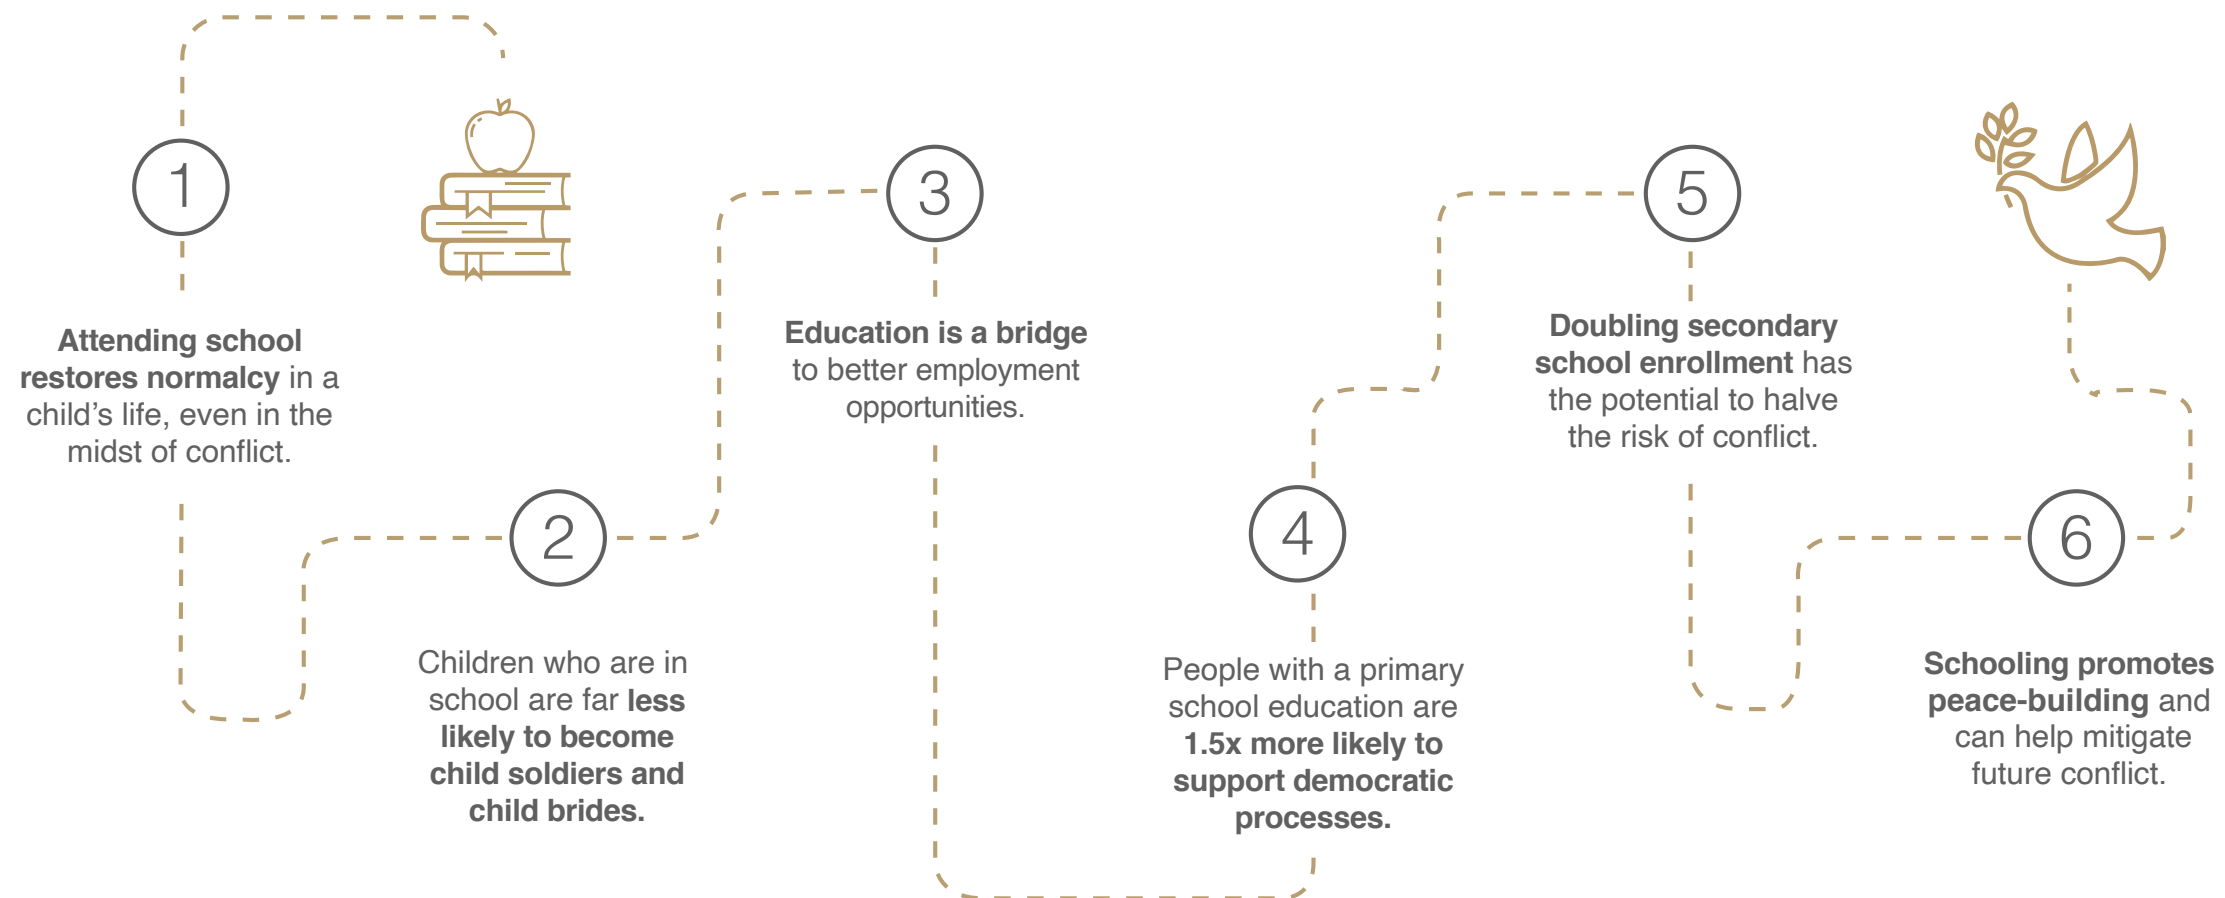 1
Attending school
restores normalcy in a
child’s life, even in the
midst of conflict.
2
Children who are in
school are far less
likely to become
child soldiers and
child brides.
3
Education is a bridge
to better employment
opportunities.
4
People with a primary
school education are
1.5x more likely to
support democratic
processes.
5
Doubling secondary
school enrollment has
the potential to halve
the risk of conflict.
6
Schooling promotes
peace-building and
can help mitigate
future conflict.